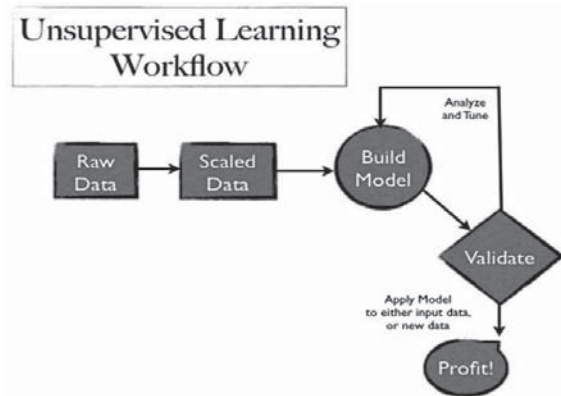 Unsupervised Learning
Workflow
Analyze
and Tune
Raw
Data
Scaled
Data
Build
Model
Validate
Apply Model
to either input data,
or new data
Profit!